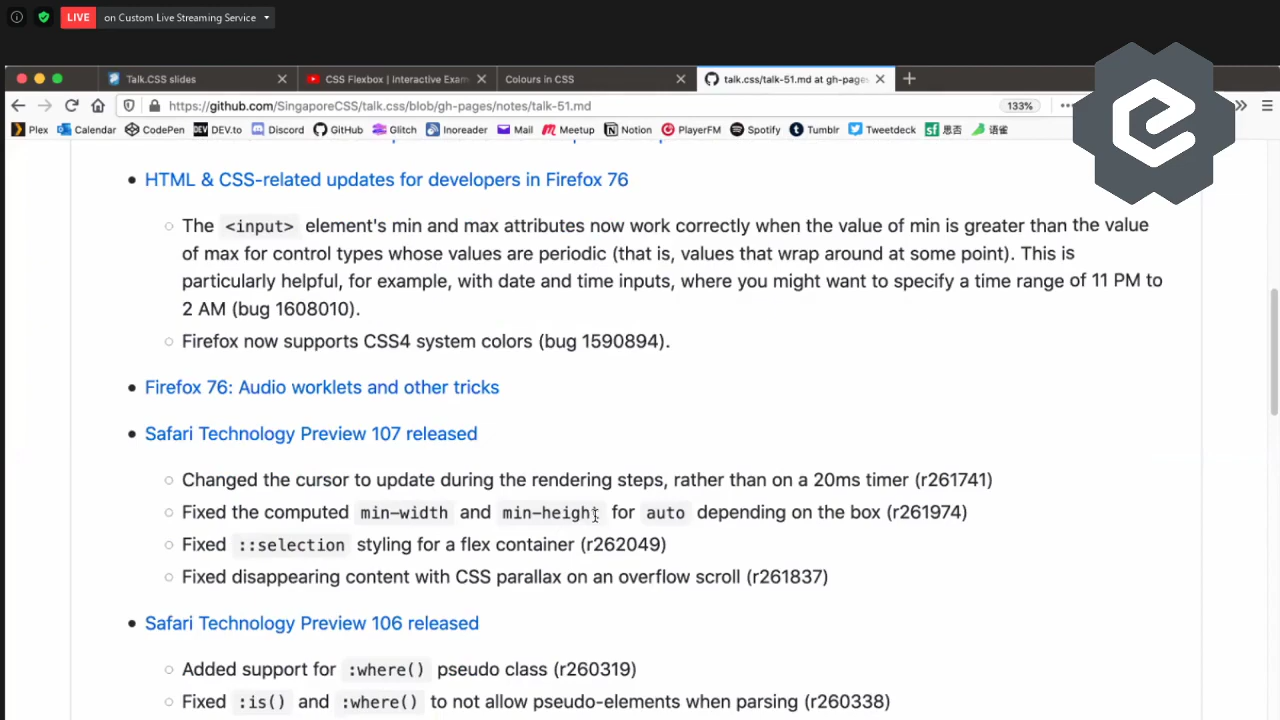 LIVE on Custom Live Streaming Service
Talk.CSS slides
CSS Flexbox | Interactive Exam
Colours in CSS
talk.css/talk-51.md at gh-pages
https://github.com/SingaporeCSS/talk.css/blob/gh-pages/notes/talk-51.md
133%
Plex Calendar CodePen DEV.to Discord GitHub Glitch Inoreader Mail Meetup Notion PlayerFM Spotify Tumblr Tweetdeck 思否 语雀
HTML & CSS-related updates for developers in Firefox 76
The <input> element's min and max attributes now work correctly when the value of min is greater than the value
of max for control types whose values are periodic (that is, values that wrap around at some point). This is
particularly helpful, for example, with date and time inputs, where you might want to specify a time range of 11 PM to
2 AM (bug 1608010).
Firefox now supports CSS4 system colors (bug 1590894).
Firefox 76: Audio worklets and other tricks
Safari Technology Preview 107 released
Changed the cursor to update during the rendering steps, rather than on a 20ms timer (r261741)
Fixed the computed min-width and min-height for auto depending on the box (r261974)
Fixed ::selection styling for a flex container (r262049)
Fixed disappearing content with CSS parallax on an overflow scroll (r261837)
Safari Technology Preview 106 released
Added support for :where() pseudo class (r260319)
Fixed :is() and :where() to not allow pseudo-elements when parsing (r260338)